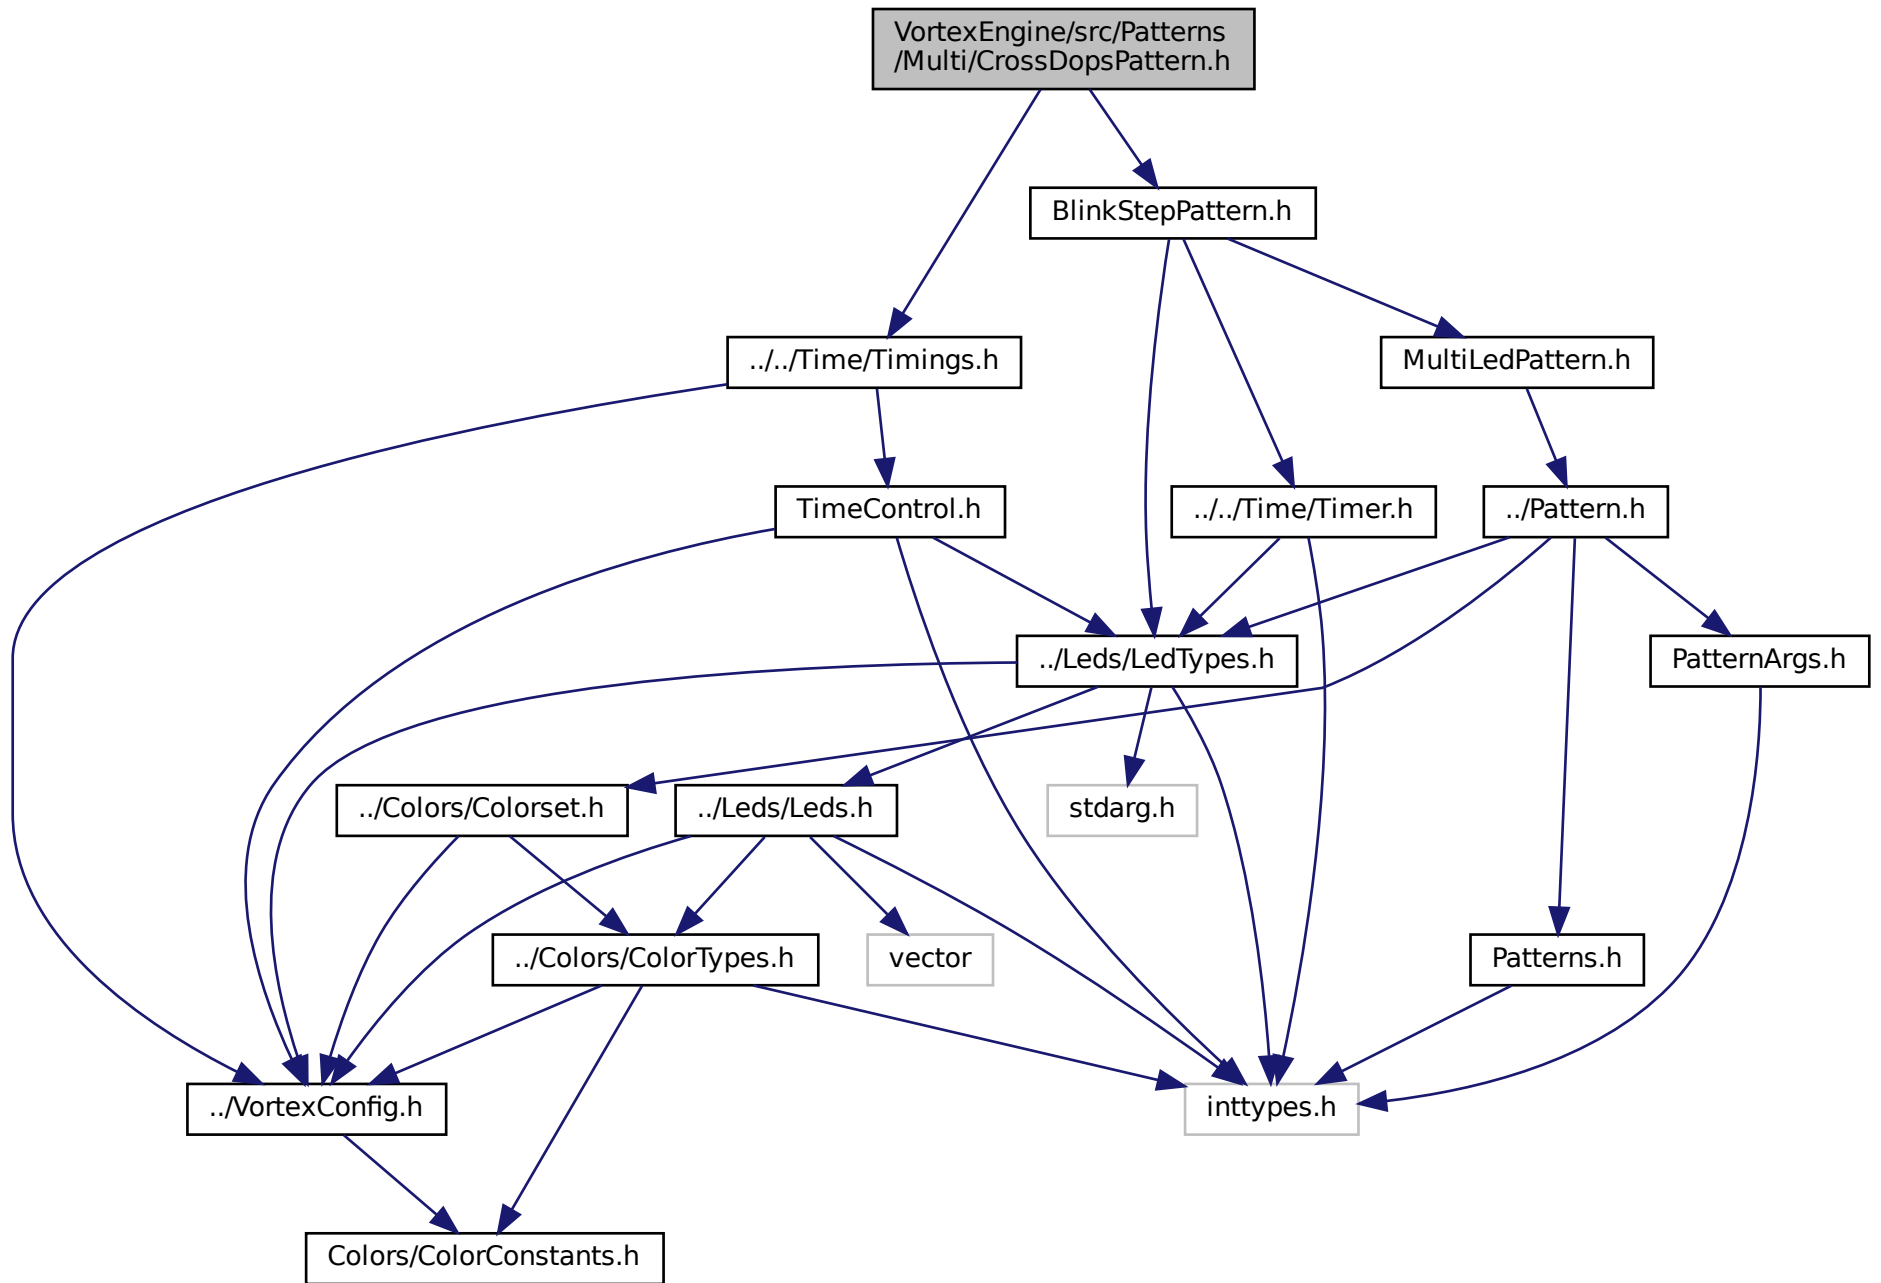 VortexEngine/src/Patterns
/Multi/CrossDopsPattern.h
BlinkStepPattern.h
../../Time/Timings.h
MultiLedPattern.h
TimeControl.h
../../Time/Timer.h
../Pattern.h
../Leds/LedTypes.h
PatternArgs.h
../Colors/Colorset.h
../Leds/Leds.h
stdarg.h
../Colors/ColorTypes.h
vector
Patterns.h
../VortexConfig.h
inttypes.h
Colors/ColorConstants.h